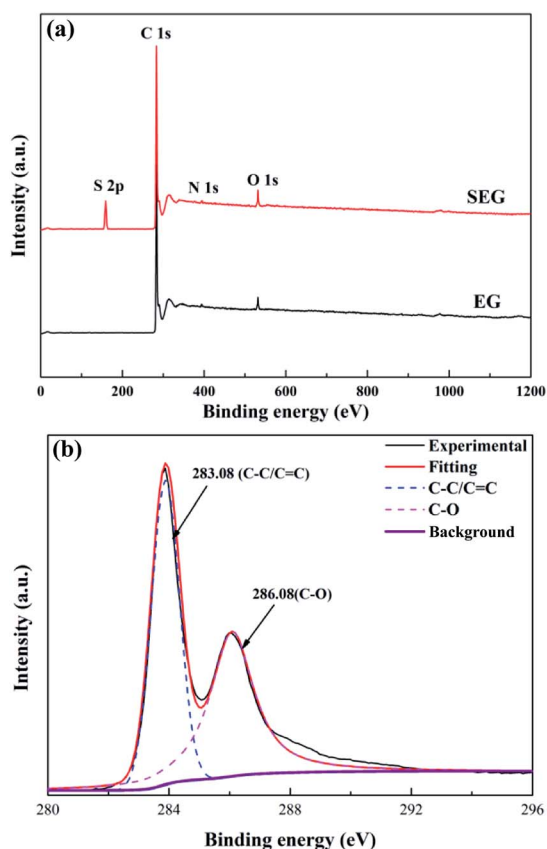 (a)
C 1s
S 2p
N 1s
O 1s
SEG
EG
Intensity (a.u.)
0 200 400 600 800 1000 1200
Binding energy (eV)
(b)
Experimental
Fitting
C-C/C=C
C-O
Background
283.08 (C-C/C=C)
286.08(C-O)
Intensity (a.u.)
280 284 288 292 296
Binding energy (eV)